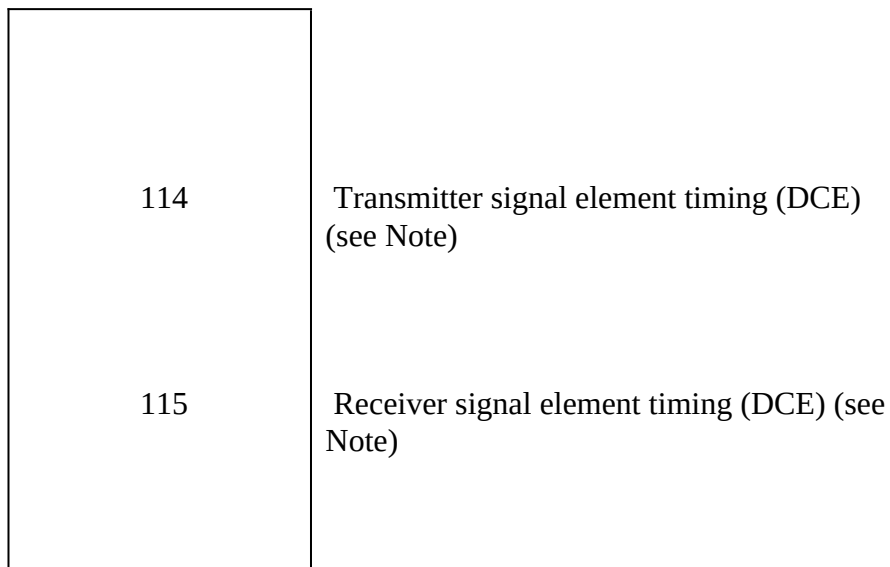 114 Transmitter signal element timing (DCE)
(see Note)
115 Receiver signal element timing (DCE) (see
Note)